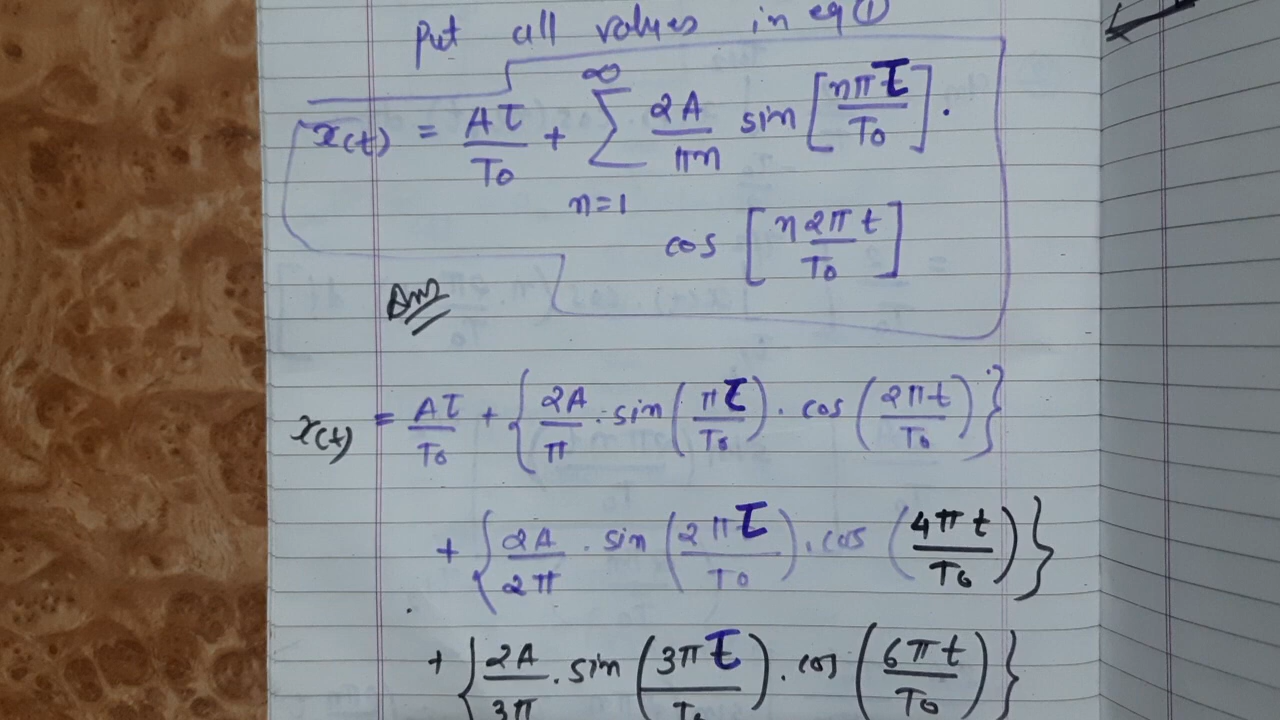 Put all values in eq ①
x(t) = Aτ/T₀ + ∞∑n=1 2A/πn sin [nπτ/T₀] .
cos [n2πt/T₀]
Ans
x(t) = Aτ/T₀ + {2A/π . sin (πτ/T₀) . cos (2πt/T₀)}
+ {2A/2π . sin (2πτ/T₀) . cos (4πt/T₀)}
+ {2A/3π . sin (3πτ/T₀) . cos (6πt/T₀)}